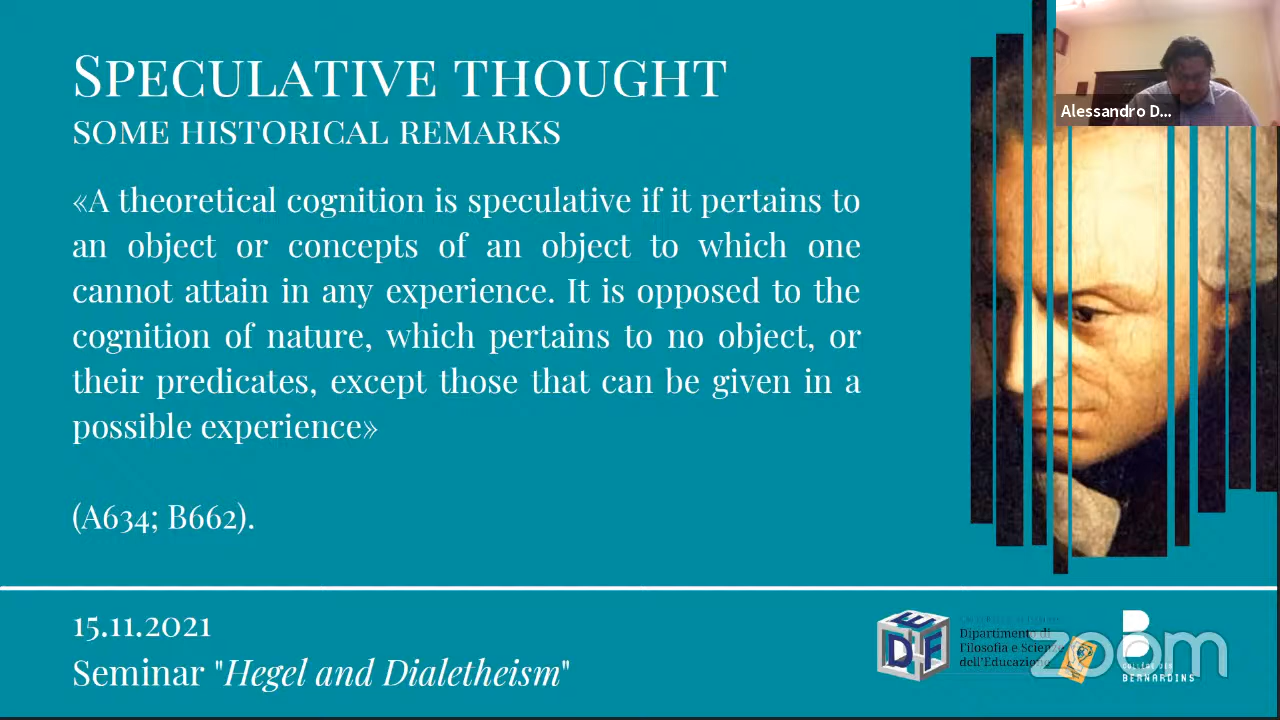 SPECULATIVE THOUGHT
SOME HISTORICAL REMARKS
«A theoretical cognition is speculative if it pertains to
an object or concepts of an object to which one
cannot attain in any experience. It is opposed to the
cognition of nature, which pertains to no object, or
their predicates, except those that can be given in a
possible experience»
(A634; B662).
Alessandro D...
15.11.2021
Seminar "Hegel and Dialetheism"
Dipartimento di
Filosofia e Scienze
dell'Educazione
zoom
BERNARDINS